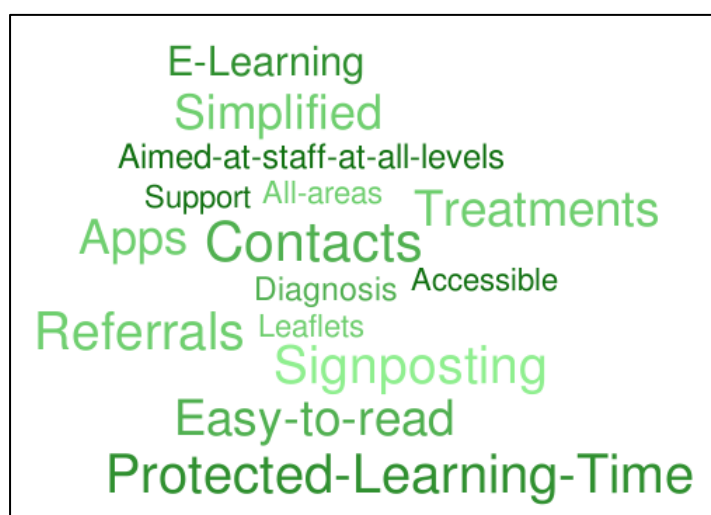 E-Learning
Simplified
Aimed-at-staff-at-all-levels
Support All-areas Treatments
Apps Contacts
Diagnosis Accessible
Referrals Leaflets
Signposting
Easy-to-read
Protected-Learning-Time